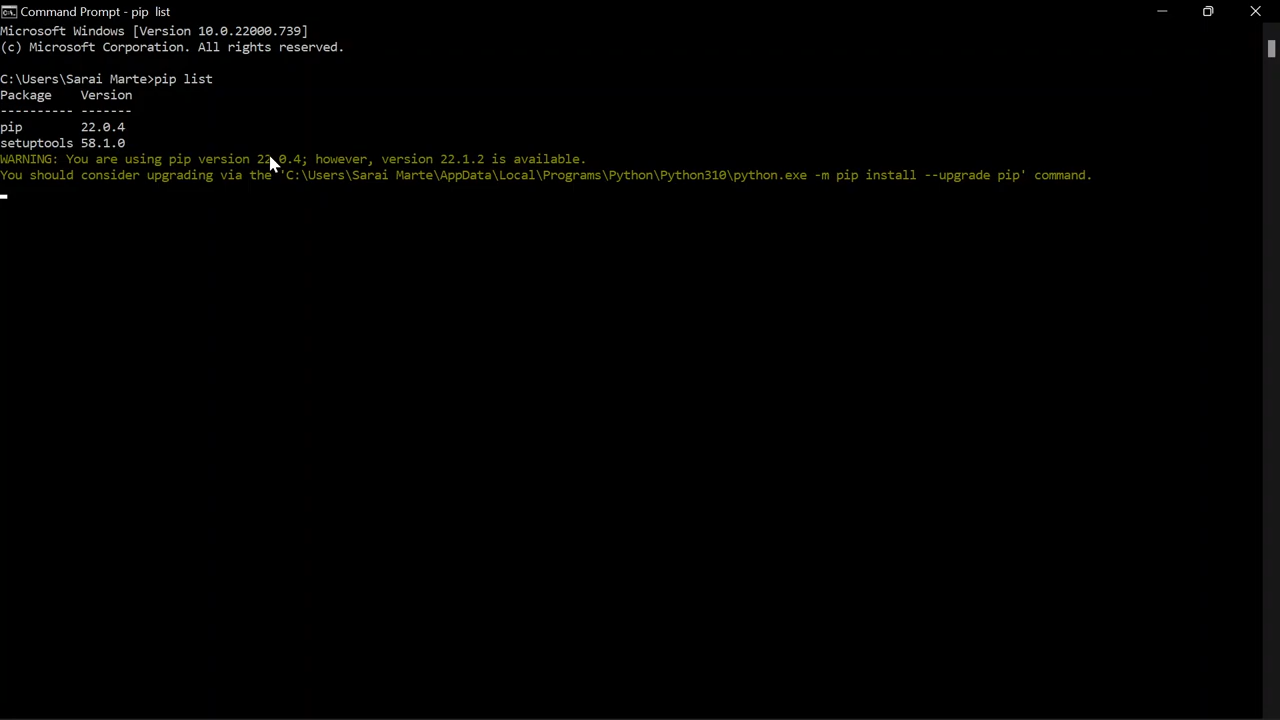 Command Prompt - pip  list
Microsoft Windows [Version 10.0.22000.739]
(c) Microsoft Corporation. All rights reserved.
C:\Users\Sarai Marte>pip list
Package    Version
---------- -------
pip        22.0.4
setuptools 58.1.0
WARNING: You are using pip version 22.0.4; however, version 22.1.2 is available.
You should consider upgrading via the 'C:\Users\Sarai Marte\AppData\Local\Programs\Python\Python310\python.exe -m pip install --upgrade pip' command.